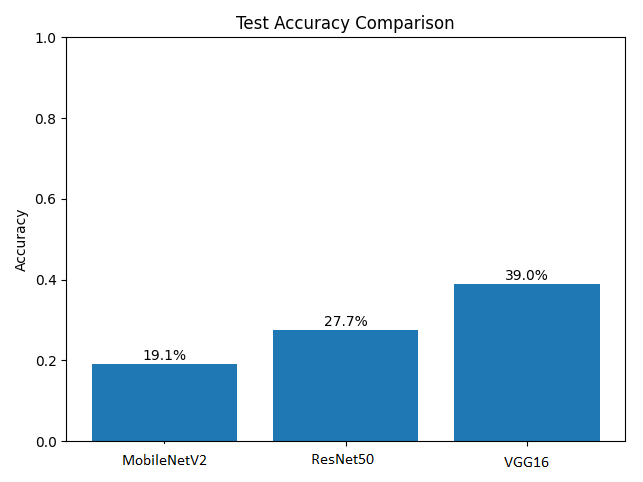 Test Accuracy Comparison
1.0
0.8
0.6
0.4
0.2
0.0
Accuracy
19.1%
27.7%
39.0%
MobileNetV2
ResNet50
VGG16